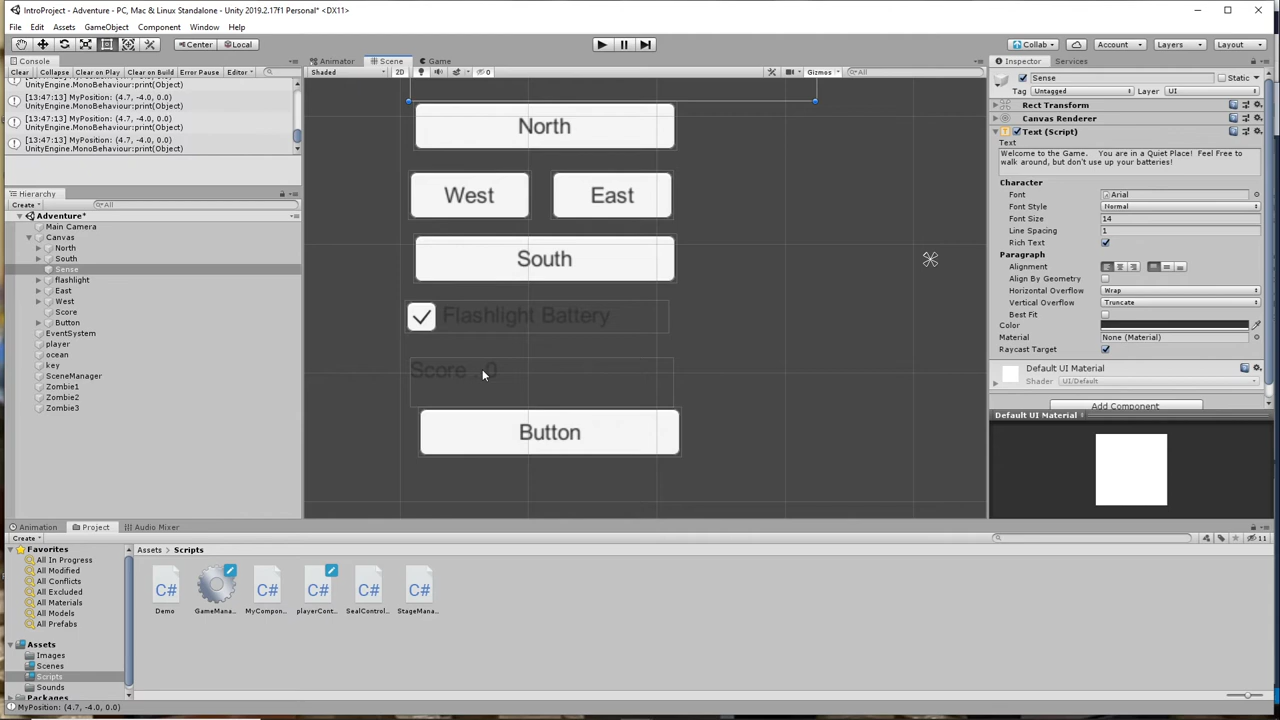 IntroProject - Adventure - PC, Mac & Linux Standalone - Unity 2019.2.17f1 Personal* <DX11>
File Edit Assets GameObject Component Window Help
Center Local
Collab Account Layers Layout
Console
Clear Collapse Clear on Play Clear on Build Error Pause Editor
UnityEngine.MonoBehaviour:print(Object)
[13:47:13] MyPosition: (4.7, -4.0, 0.0)
UnityEngine.MonoBehaviour:print(Object)
[13:47:13] MyPosition: (4.7, -4.0, 0.0)
UnityEngine.MonoBehaviour:print(Object)
[13:47:13] MyPosition: (4.7, -4.0, 0.0)
UnityEngine.MonoBehaviour:print(Object)
Hierarchy
Create All
Adventure*
Main Camera
Canvas
North
South
Sense
flashlight
East
West
Score
Button
EventSystem
player
ocean
key
SceneManager
Zombie1
Zombie2
Zombie3
Animator Scene Game
Shaded 2D 0 Gizmos All
North
West East
South
Flashlight Battery
Score
Button
Inspector Services
Sense Static
Tag Untagged Layer UI
Rect Transform
Canvas Renderer
Text (Script)
Text
Welcome to the Game. You are in a Quiet Place! Feel Free to
walk around, but don't use up your batteries!
Character
Font Arial
Font Style Normal
Font Size 14
Line Spacing 1
Rich Text
Paragraph
Alignment
Align By Geometry
Horizontal Overflow Wrap
Vertical Overflow Truncate
Best Fit
Color
Material None (Material)
Raycast Target
Default UI Material
Shader UI/Default
Add Component
Default UI Material
Animation Project Audio Mixer
Create 11
Favorites
All In Progress
All Modified
All Conflicts
All Excluded
All Materials
All Models
All Prefabs
Assets
Images
Scenes
Scripts
Sounds
Packages
Assets Scripts
C# C# C# C# C#
Demo GameMana... MyCompon... playerCont... SealControl... StageMana...
MyPosition: (4.7, -4.0, 0.0)